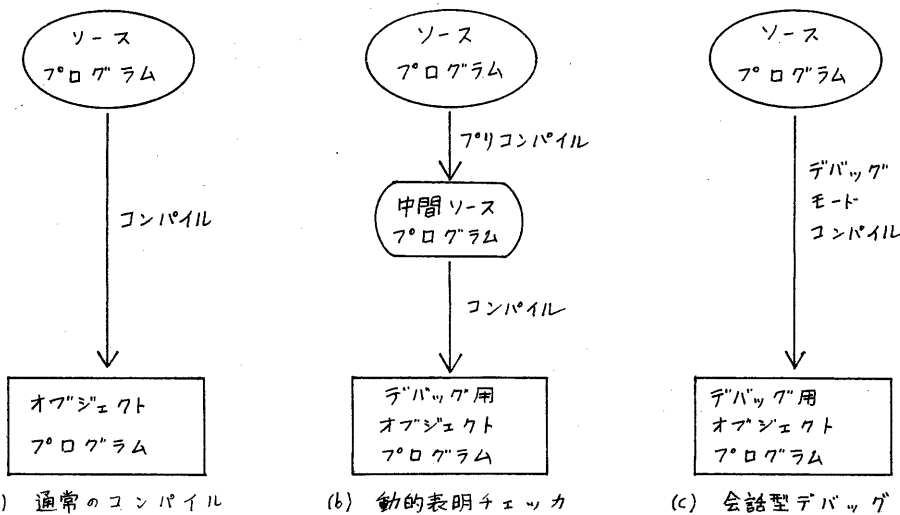 ソース
プログラム
コンパイル
オブジェクト
プログラム
) 通常のコンパイル
ソース
プログラム
プリコンパイル
中間ソース
プログラム
コンパイル
デバッグ用
オブジェクト
プログラム
(b) 動的表明チェッカ
ソース
プログラム
デバッグ
モード
コンパイル
デバッグ用
オブジェクト
プログラム
(c) 会話型デバッグ